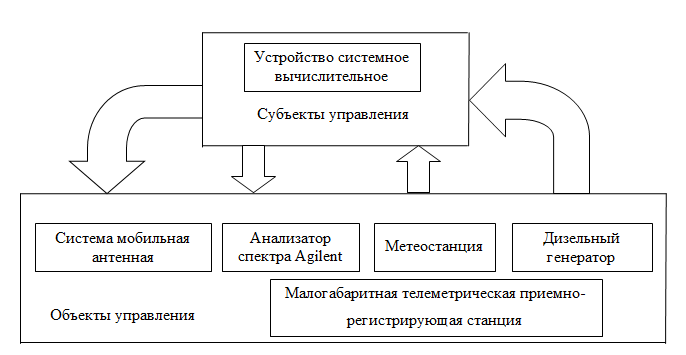 Устройство системное
вычислительное
Субъекты управления
Система мобильная
антенная
Анализатор
спектра Agilent
Метеостанция
Дизельный
генератор
Малогабаритная телеметрическая приемно-
регистрирующая станция
Объекты управления